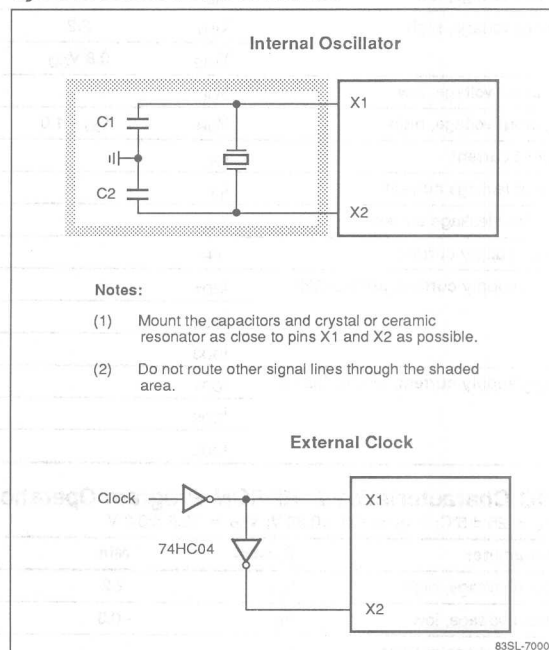 Internal Oscillator
X1
C1
C2
X2
Notes:
(1) Mount the capacitors and crystal or ceramic
resonator as close to pins X1 and X2 as possible.
(2) Do not route other signal lines through the shaded
area.
External Clock
Clock
X1
74HC04
X2
83SL-7000